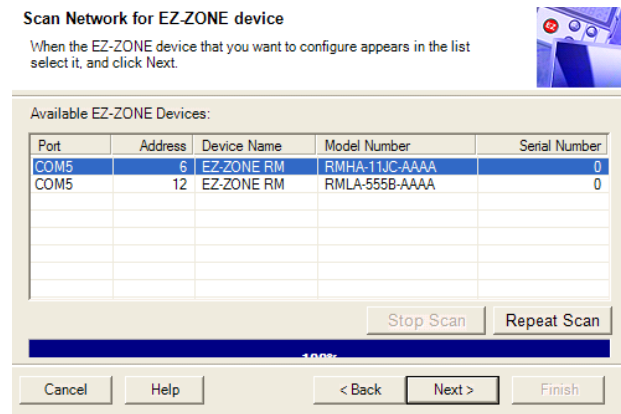 Scan Network for EZ-ZONE device
When the EZ-ZONE device that you want to configure appears in the list
select it, and click Next.
Available EZ-ZONE Devices:
Port Address Device Name Model Number Serial Number
COM5 6 EZ-ZONE RM RMHA-11JC-AAAA 0
COM5 12 EZ-ZONE RM RMLA-555B-AAAA 0
Stop Scan Repeat Scan
100%
Cancel Help < Back Next > Finish